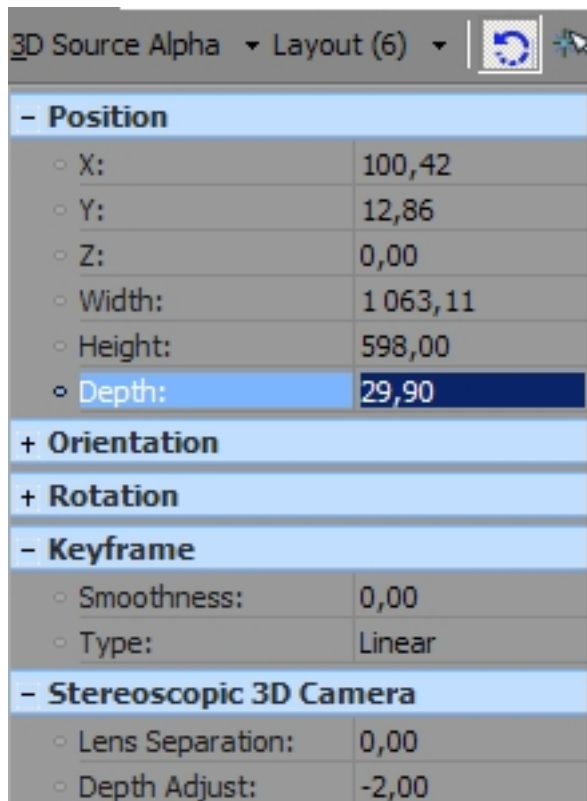 3D Source Alpha Layout (6)
- Position
X: 100,42
Y: 12,86
Z: 0,00
Width: 1 063,11
Height: 598,00
Depth: 29,90
+ Orientation
+ Rotation
- Keyframe
Smoothness: 0,00
Type: Linear
- Stereoscopic 3D Camera
Lens Separation: 0,00
Depth Adjust: -2,00